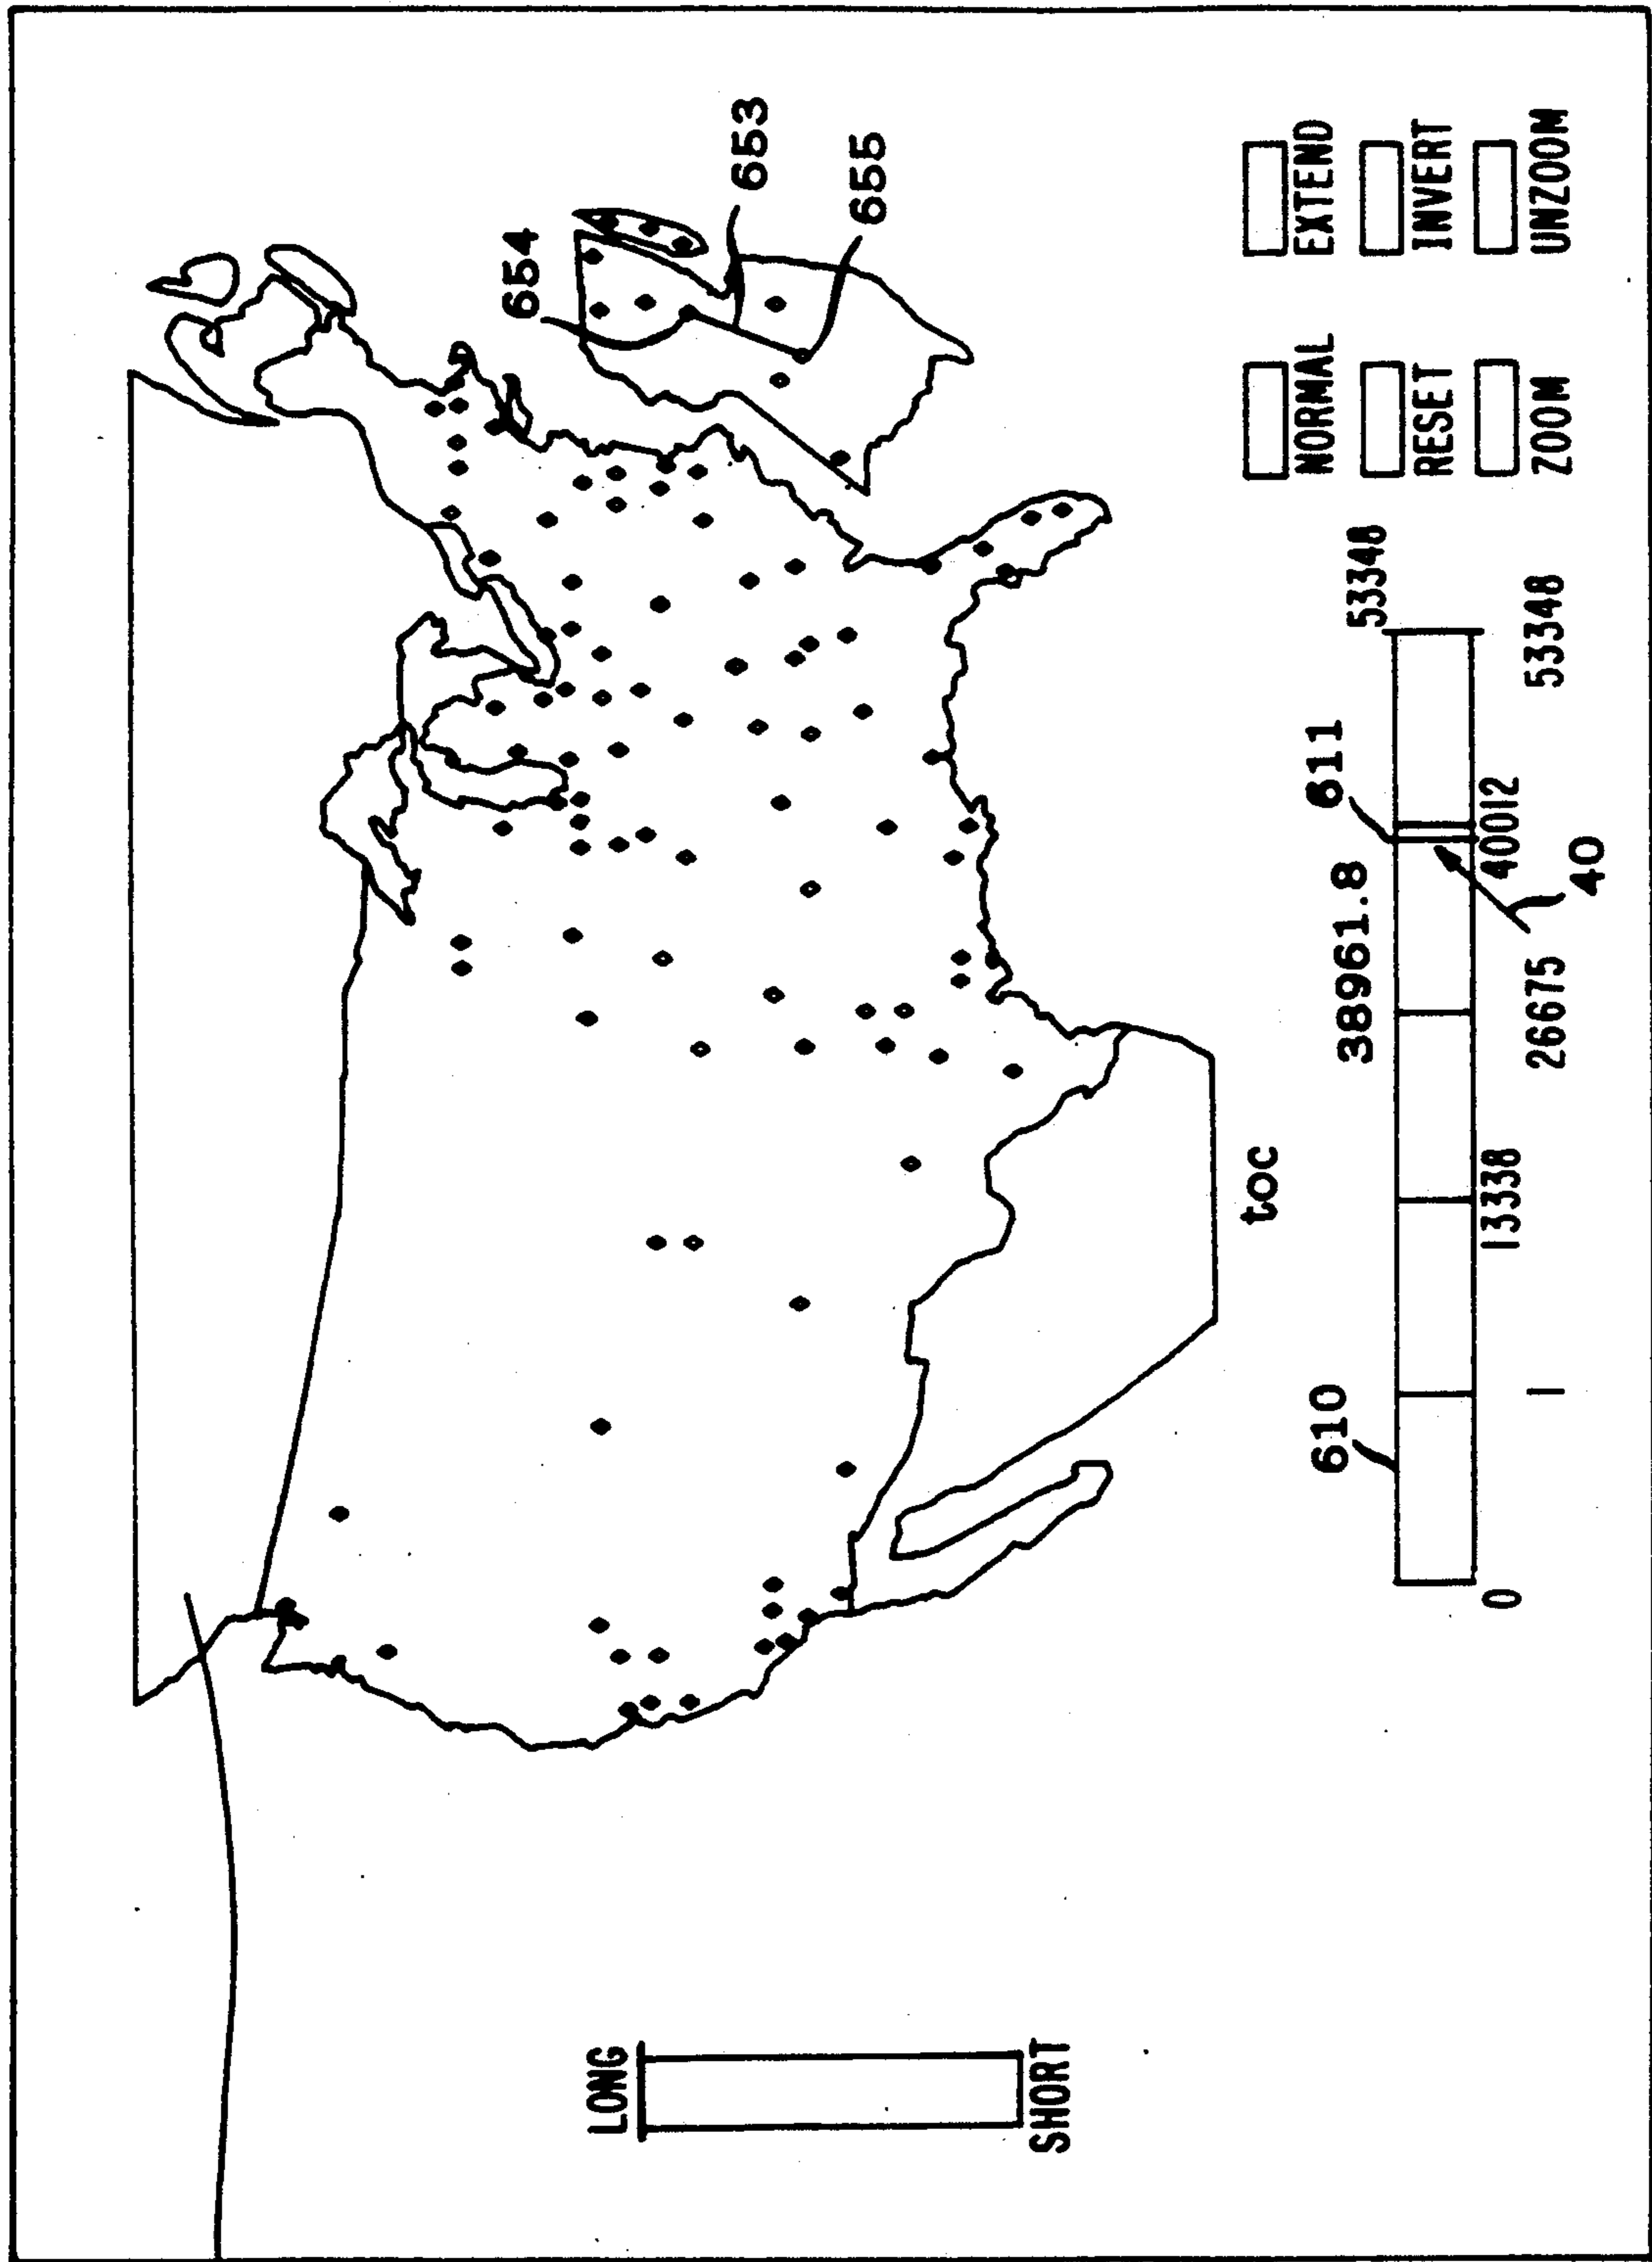 654
653
655
LONG
SHORT
toc
610
38961.8
611
53348
0
13338
40012
1
26675
53348
40
NORMAL
EXTEND
RESET
INVERT
ZOOM
UNZOOM